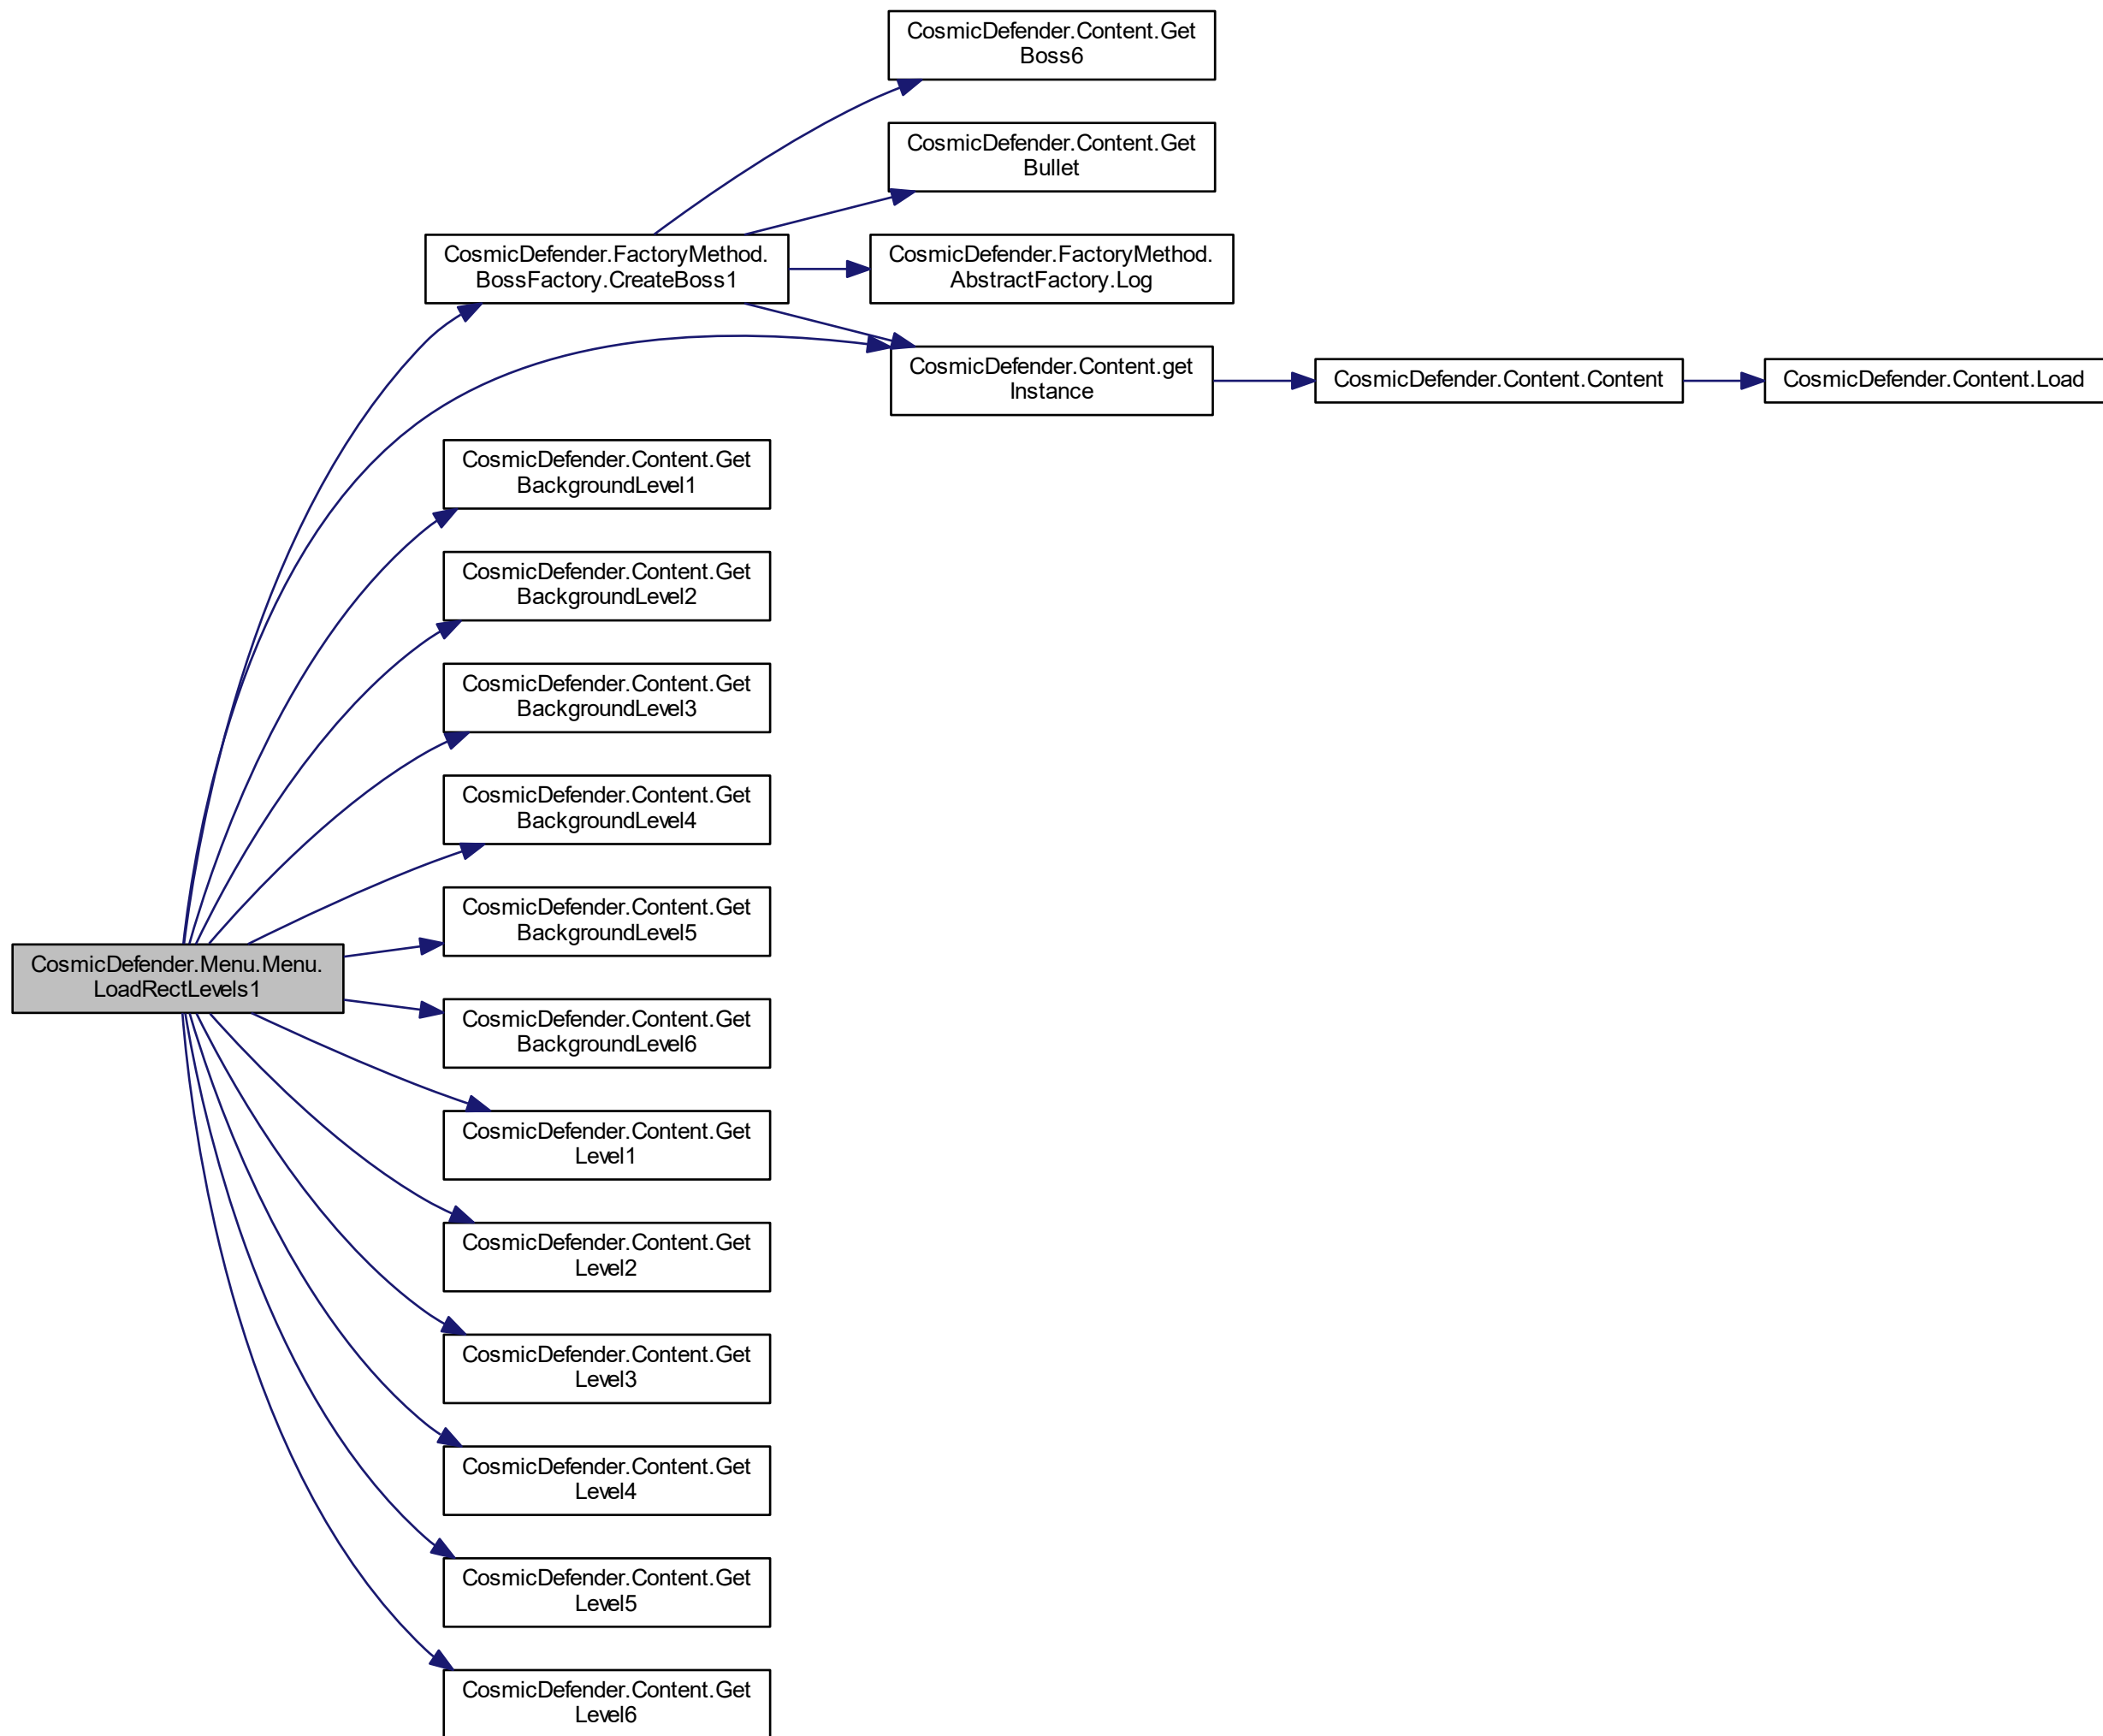 CosmicDefender.Content.Get
Boss6
CosmicDefender.Content.Get
Bullet
CosmicDefender.FactoryMethod.
BossFactory.CreateBoss1
CosmicDefender.FactoryMethod.
AbstractFactory.Log
CosmicDefender.Content.get
Instance
CosmicDefender.Content.Content
CosmicDefender.Content.Load
CosmicDefender.Content.Get
BackgroundLevel1
CosmicDefender.Content.Get
BackgroundLevel2
CosmicDefender.Content.Get
BackgroundLevel3
CosmicDefender.Content.Get
BackgroundLevel4
CosmicDefender.Content.Get
BackgroundLevel5
CosmicDefender.Menu.Menu.
LoadRectLevels1
CosmicDefender.Content.Get
BackgroundLevel6
CosmicDefender.Content.Get
Level1
CosmicDefender.Content.Get
Level2
CosmicDefender.Content.Get
Level3
CosmicDefender.Content.Get
Level4
CosmicDefender.Content.Get
Level5
CosmicDefender.Content.Get
Level6